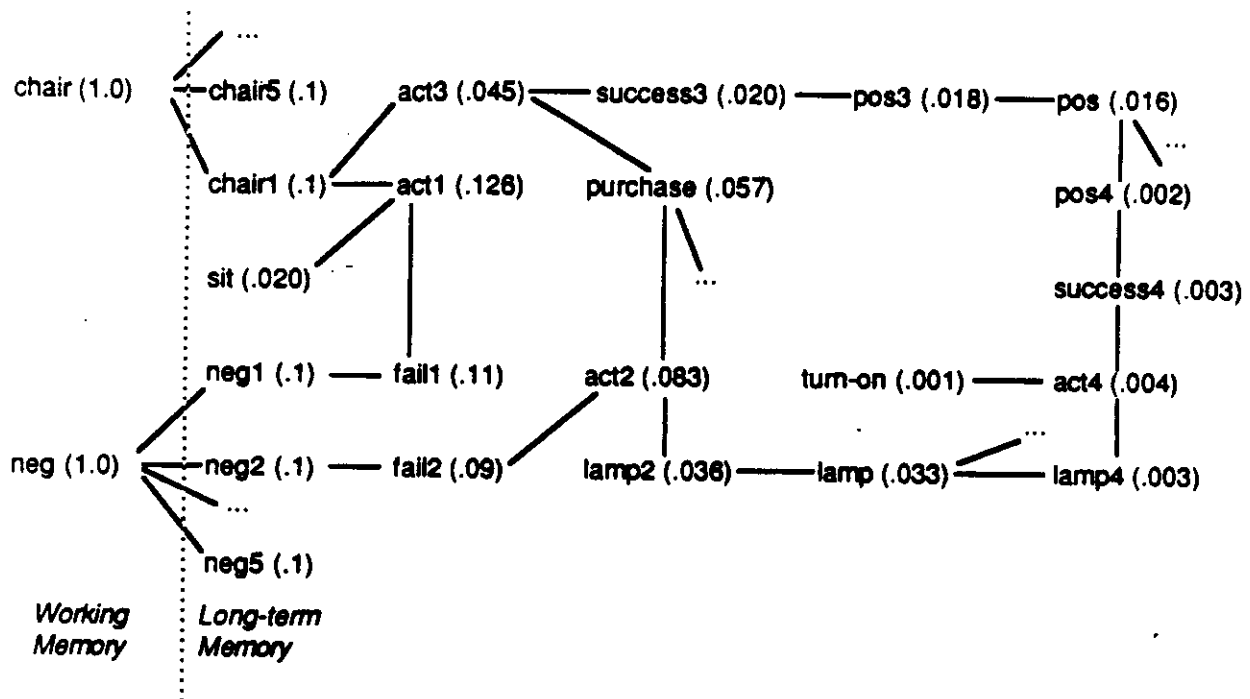 ...
chair (1.0) chair5 (.1) act3 (.045) success3 (.020) pos3 (.018) pos (.016)
...
chair1 (.1) act1 (.126) purchase (.057) pos4 (.002)
sit (.020) ...
success4 (.003)
neg1 (.1) fail1 (.11) act2 (.083) turn-on (.001) act4 (.004)
...
neg (1.0) neg2 (.1) fail2 (.09) lamp2 (.036) lamp (.033) lamp4 (.003)
...
neg5 (.1)
Working Long-term
Memory Memory